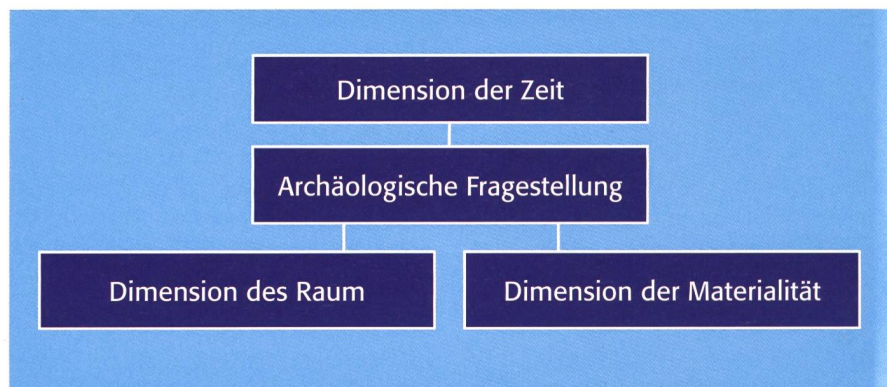 Dimension der Zeit
Archäologische Fragestellung
Dimension des Raum
Dimension der Materialität